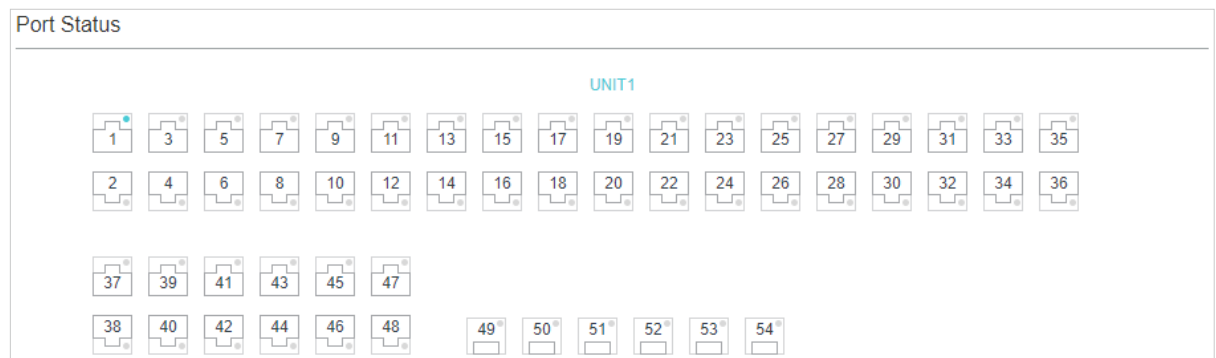 Port Status
UNIT1
1 3 5 7 9 11 13 15 17 19 21 23 25 27 29 31 33 35
2 4 6 8 10 12 14 16 18 20 22 24 26 28 30 32 34 36
37 39 41 43 45 47
38 40 42 44 46 48 49 50 51 52 53 54